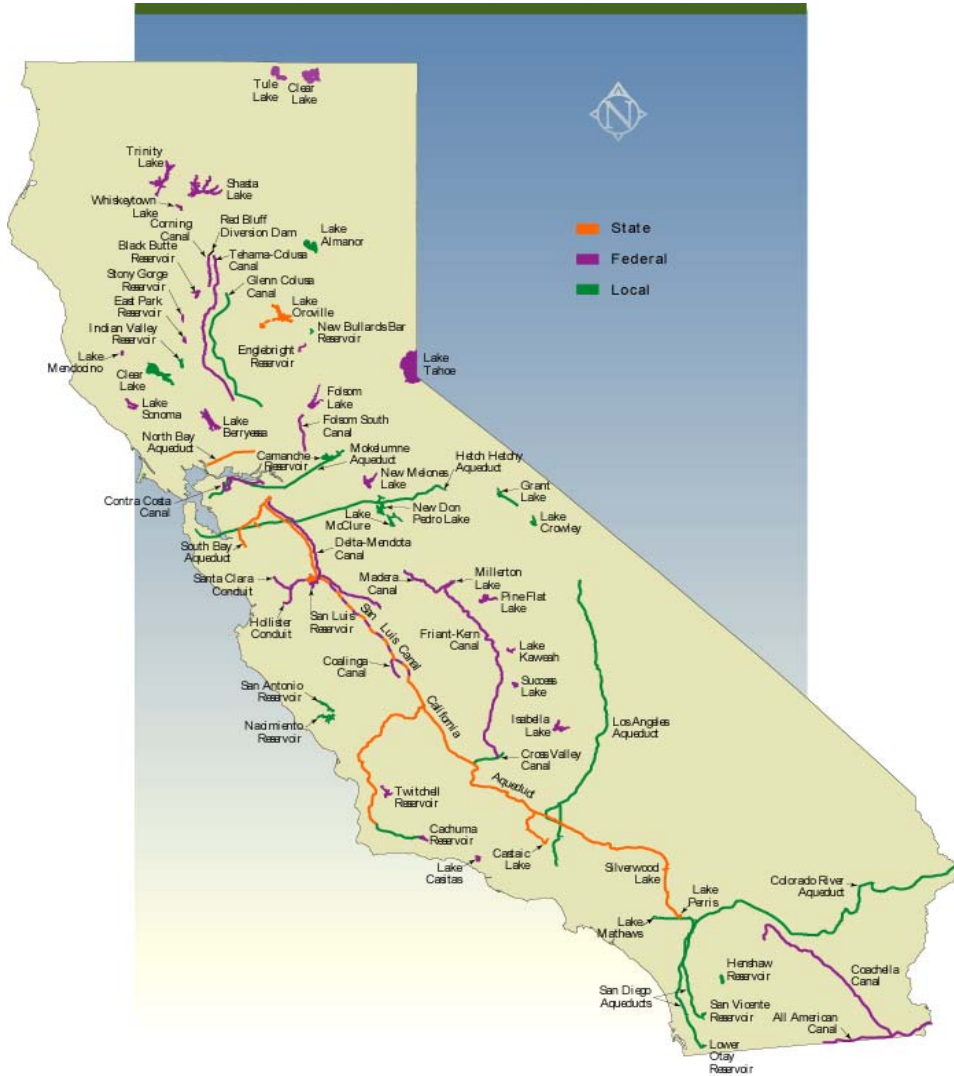 N
Tule
Lake
Clear
Lake
Trinity
Lake
Shasta
Lake
Whiskeytown
Lake
State
Federal
Local
Corning
Canal
Red Bluff
Diversion Dam
Lake
Almanor
Black Butte
Reservoir
Tehama-Colusa
Canal
Stony Gorge
Reservoir
Glenn Colusa
Canal
East Park
Reservoir
Lake
Oroville
Indian Valley
Reservoir
New Bullards Bar
Reservoir
Englebright
Reservoir
Lake
Mendocino
Lake
Tahoe
Clear
Lake
Lake
Sonoma
Folsom
Lake
Lake
Berryessa
Folsom South
Canal
North Bay
Aqueduct
Camanche
Reservoir
Mokelumne
Aqueduct
Hetch Hetchy
Aqueduct
New Melones
Lake
Contra Costa
Canal
Grant
Lake
New Don
Pedro Lake
Lake
McClure
Lake
Crowley
South Bay
Aqueduct
Delta-Mendota
Canal
Santa Clara
Conduit
Madera
Canal
Millerton
Lake
Pine Flat
Lake
Hollister
Conduit
San Luis
Reservoir
San Luis Canal
Friant-Kern
Canal
Lake
Kaweah
Coalinga
Canal
Success
Lake
San Antonio
Reservoir
Nacimiento
Reservoir
California
Aqueduct
Isabella
Lake
Los Angeles
Aqueduct
Cross Valley
Canal
Twitchell
Reservoir
Cachuma
Reservoir
Lake
Casitas
Castaic
Lake
Silverwood
Lake
Lake
Perris
Colorado River
Aqueduct
Lake
Mathews
Henshaw
Reservoir
Coachella
Canal
San Diego
Aqueducts
San Vicente
Reservoir
All American
Canal
Lower
Otay
Reservoir